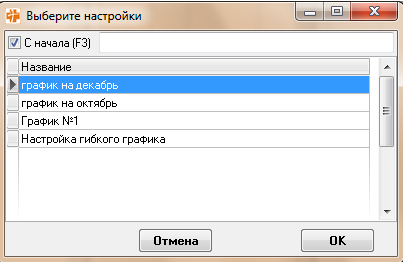 Выберите настройки
С начала (F3)
Название
график на декабрь
график на октябрь
График №1
Настройка гибкого графика
Отмена
OK